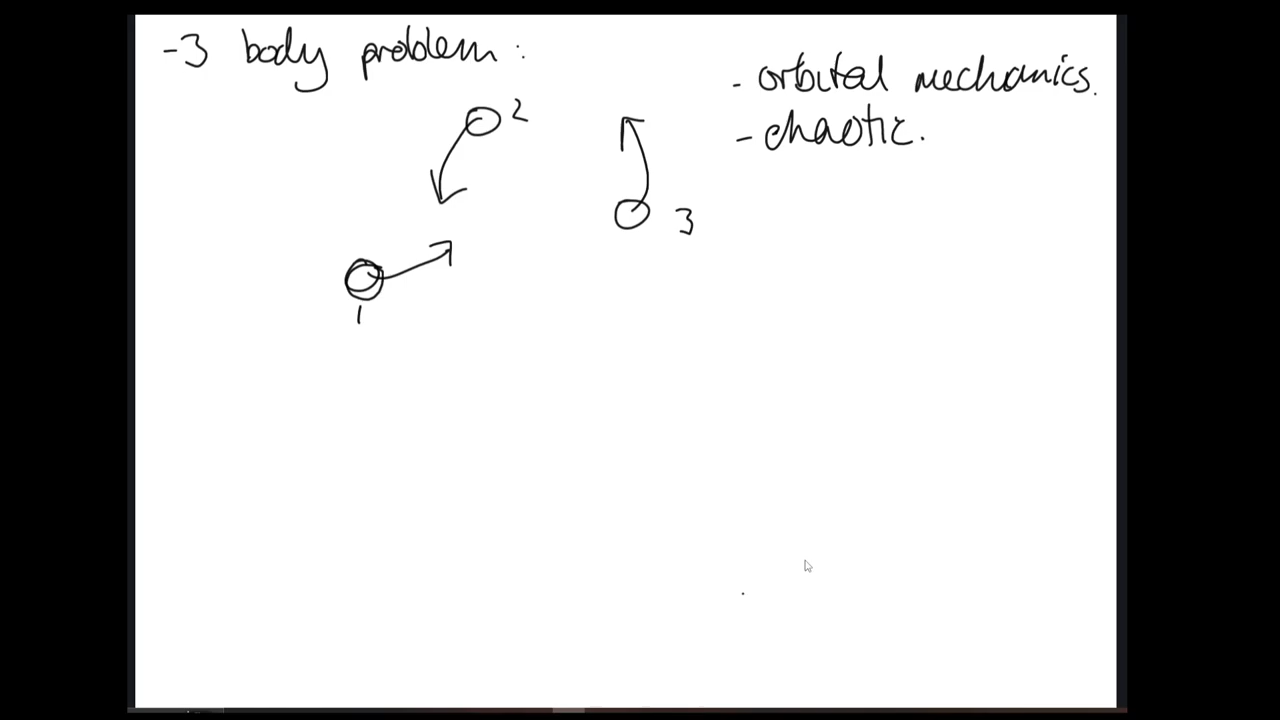 -3 body problem:
- orbital mechanics.
- chaotic.
2
3
1